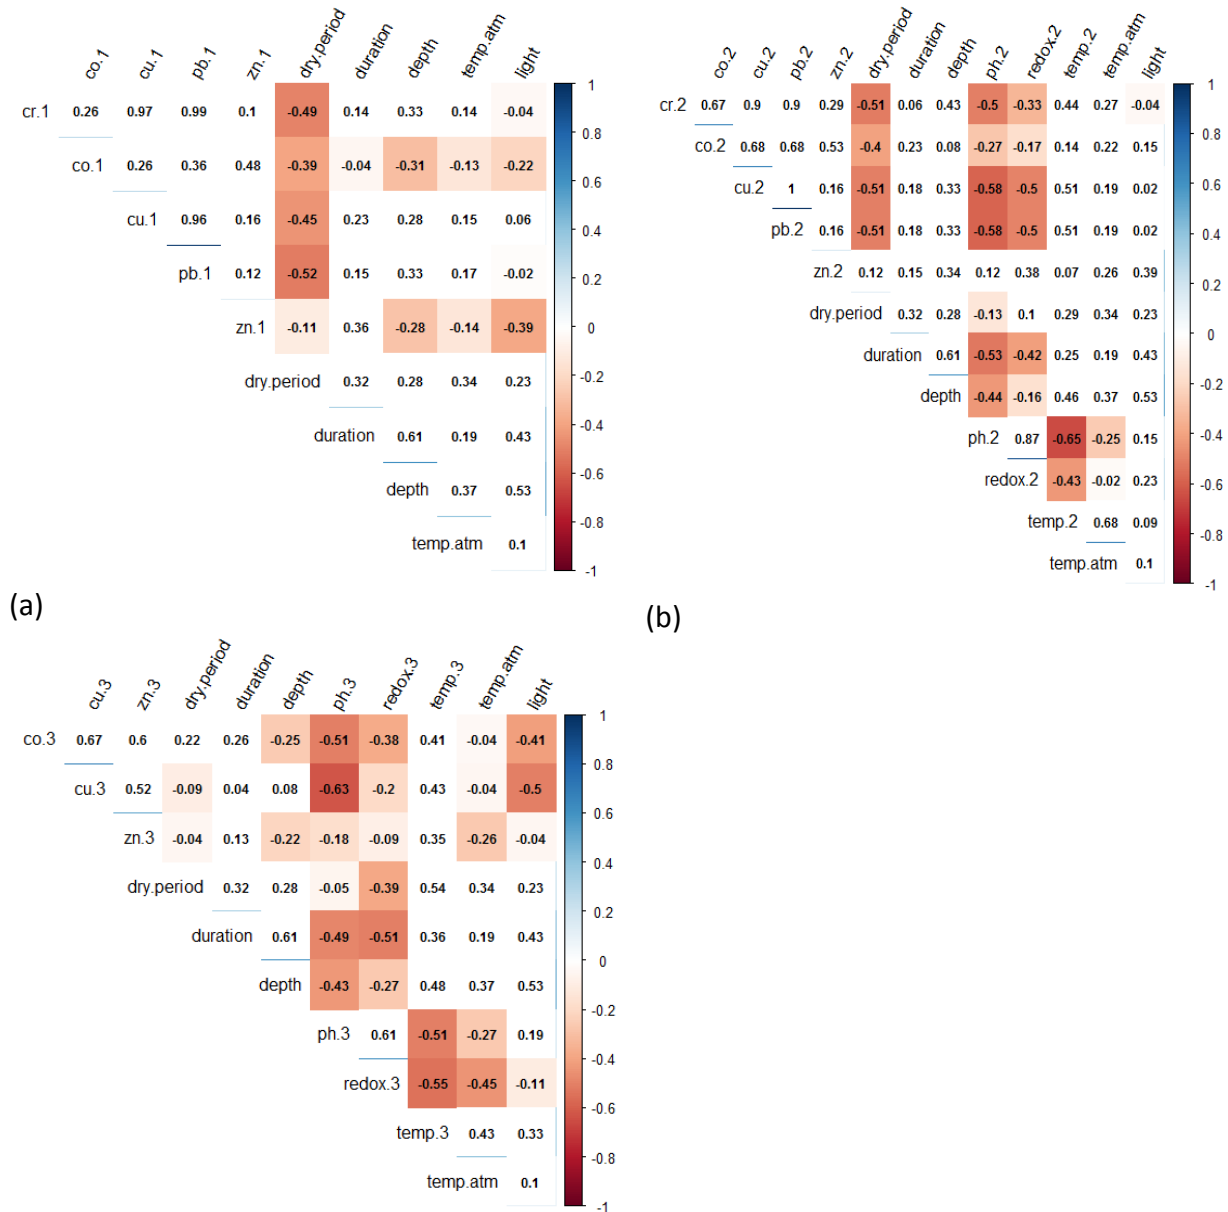 co.1 cu.1 pb.1 zn.1 dry.period duration depth temp.atm light
cr.1 0.26 0.97 0.99 0.1 -0.49 0.14 0.33 0.14 -0.04
co.1 0.26 0.36 0.48 -0.39 -0.04 -0.31 -0.13 -0.22
cu.1 0.96 0.16 -0.45 0.23 0.28 0.15 0.06
pb.1 0.12 -0.52 0.15 0.33 0.17 -0.02
zn.1 -0.11 0.36 -0.28 -0.14 -0.39
dry.period 0.32 0.28 0.34 0.23
duration 0.61 0.19 0.43
depth 0.37 0.53
temp.atm 0.1
1
0.8
0.6
0.4
0.2
0
-0.2
-0.4
-0.6
-0.8
-1
(a)
co.2 cu.2 pb.2 zn.2 dry.period duration depth ph.2 redox.2 temp.2 temp.atm light
cr.2 0.67 0.9 0.9 0.29 -0.51 0.06 0.43 -0.5 -0.33 0.44 0.27 -0.04
co.2 0.68 0.68 0.53 -0.4 0.23 0.08 -0.27 -0.17 0.14 0.22 0.15
cu.2 1 0.16 -0.51 0.18 0.33 -0.58 -0.5 0.51 0.19 0.02
pb.2 0.16 -0.51 0.18 0.33 -0.58 -0.5 0.51 0.19 0.02
zn.2 0.12 0.15 0.34 0.12 0.38 0.07 0.26 0.39
dry.period 0.32 0.28 -0.13 0.1 0.29 0.34 0.23
duration 0.61 -0.53 -0.42 0.25 0.19 0.43
depth -0.44 -0.16 0.46 0.37 0.53
ph.2 0.87 -0.65 -0.25 0.15
redox.2 -0.43 -0.02 0.23
temp.2 0.68 0.09
temp.atm 0.1
1
0.8
0.6
0.4
0.2
0
-0.2
-0.4
-0.6
-0.8
-1
(b)
cu.3 zn.3 dry.period duration depth ph.3 redox.3 temp.3 temp.atm light
co.3 0.67 0.6 0.22 0.26 -0.25 -0.51 -0.38 0.41 -0.04 -0.41
cu.3 0.52 -0.09 0.04 0.08 -0.63 -0.2 0.43 -0.04 -0.5
zn.3 -0.04 0.13 -0.22 -0.18 -0.09 0.35 -0.26 -0.04
dry.period 0.32 0.28 -0.05 -0.39 0.54 0.34 0.23
duration 0.61 -0.49 -0.51 0.36 0.19 0.43
depth -0.43 -0.27 0.48 0.37 0.53
ph.3 0.61 -0.51 -0.27 0.19
redox.3 -0.55 -0.45 -0.11
temp.3 0.43 0.33
temp.atm 0.1
1
0.8
0.6
0.4
0.2
0
-0.2
-0.4
-0.6
-0.8
-1